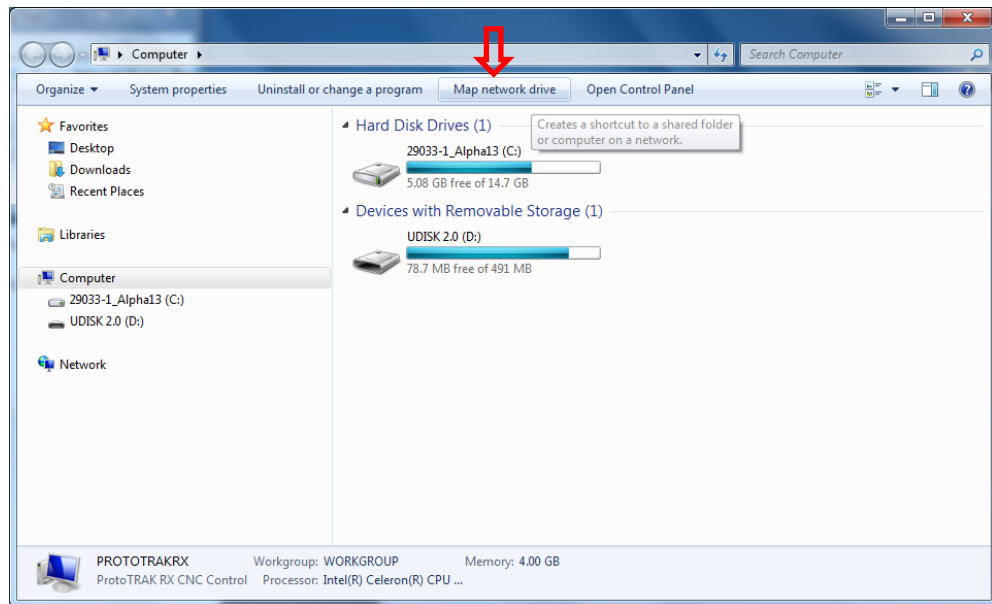 Computer
Search Computer
Organize System properties Uninstall or change a program Map network drive Open Control Panel
Favorites
Desktop
Downloads
Recent Places
Libraries
Computer
29033-1_Alpha13 (C:)
UDISK 2.0 (D:)
Network
Hard Disk Drives (1)
Creates a shortcut to a shared folder
or computer on a network.
29033-1_Alpha13 (C:)
5.08 GB free of 14.7 GB
Devices with Removable Storage (1)
UDISK 2.0 (D:)
78.7 MB free of 491 MB
PROTOTRAKRX Workgroup: WORKGROUP Memory: 4.00 GB
ProtoTRAK RX CNC Control Processor: Intel(R) Celeron(R) CPU ...